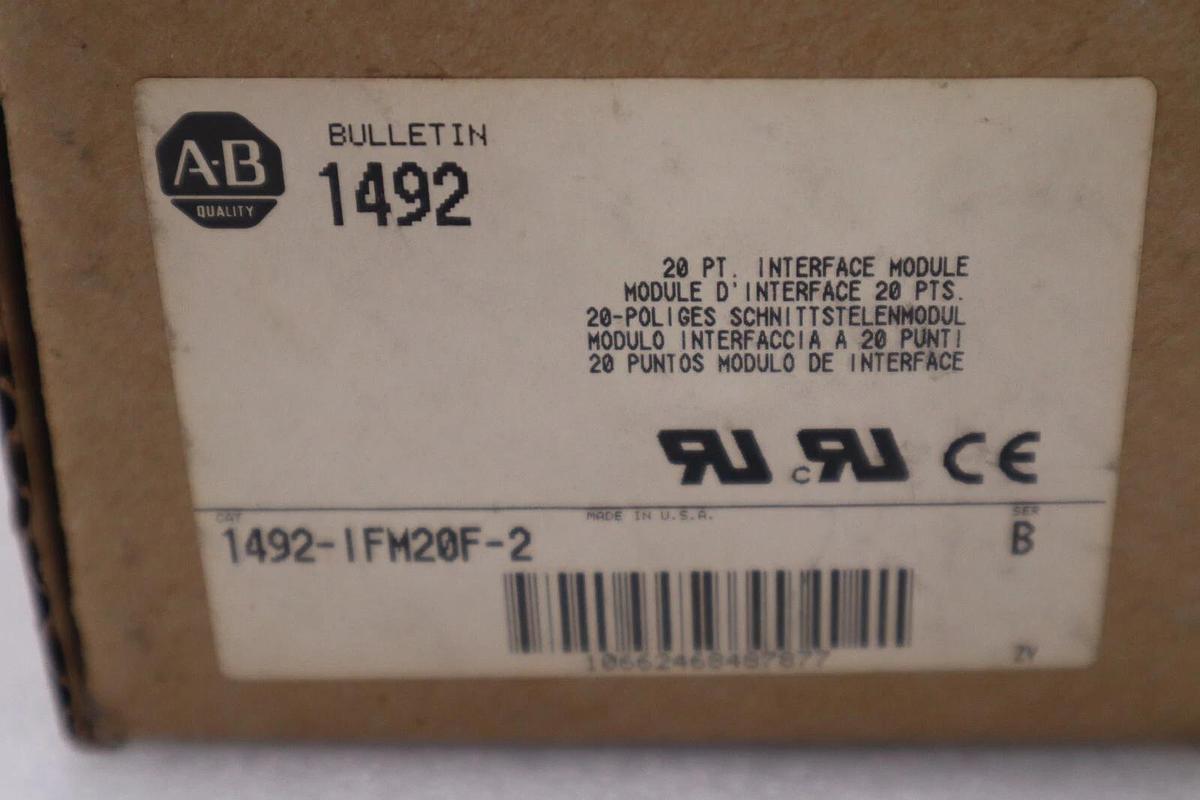 A-B
QUALITY
BULLETIN
1492
20 PT. INTERFACE MODULE
MODULE D'INTERFACE 20 PTS.
20-POLIGES SCHNITTSTELENMODUL
MODULO INTERFACCIA A 20 PUNTI
20 PUNTOS MODULO DE INTERFACE
c
CE
CAT
MADE IN U.S.A.
SER
1492-IFM20F-2
B
10662468487877